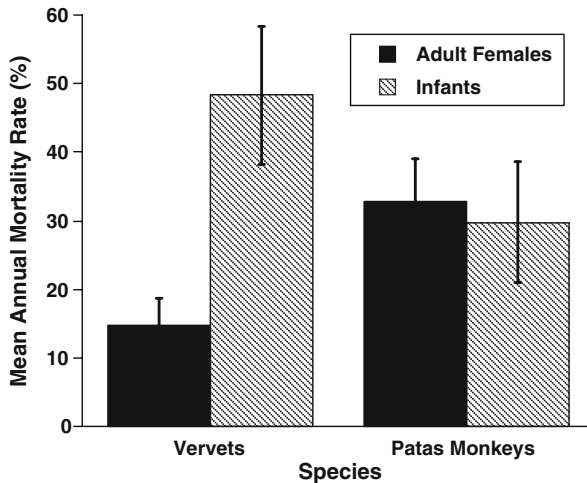 Mean Annual Mortality Rate (%)
60
50
40
30
20
10
0
Adult Females
Infants
Vervets
Patas Monkeys
Species